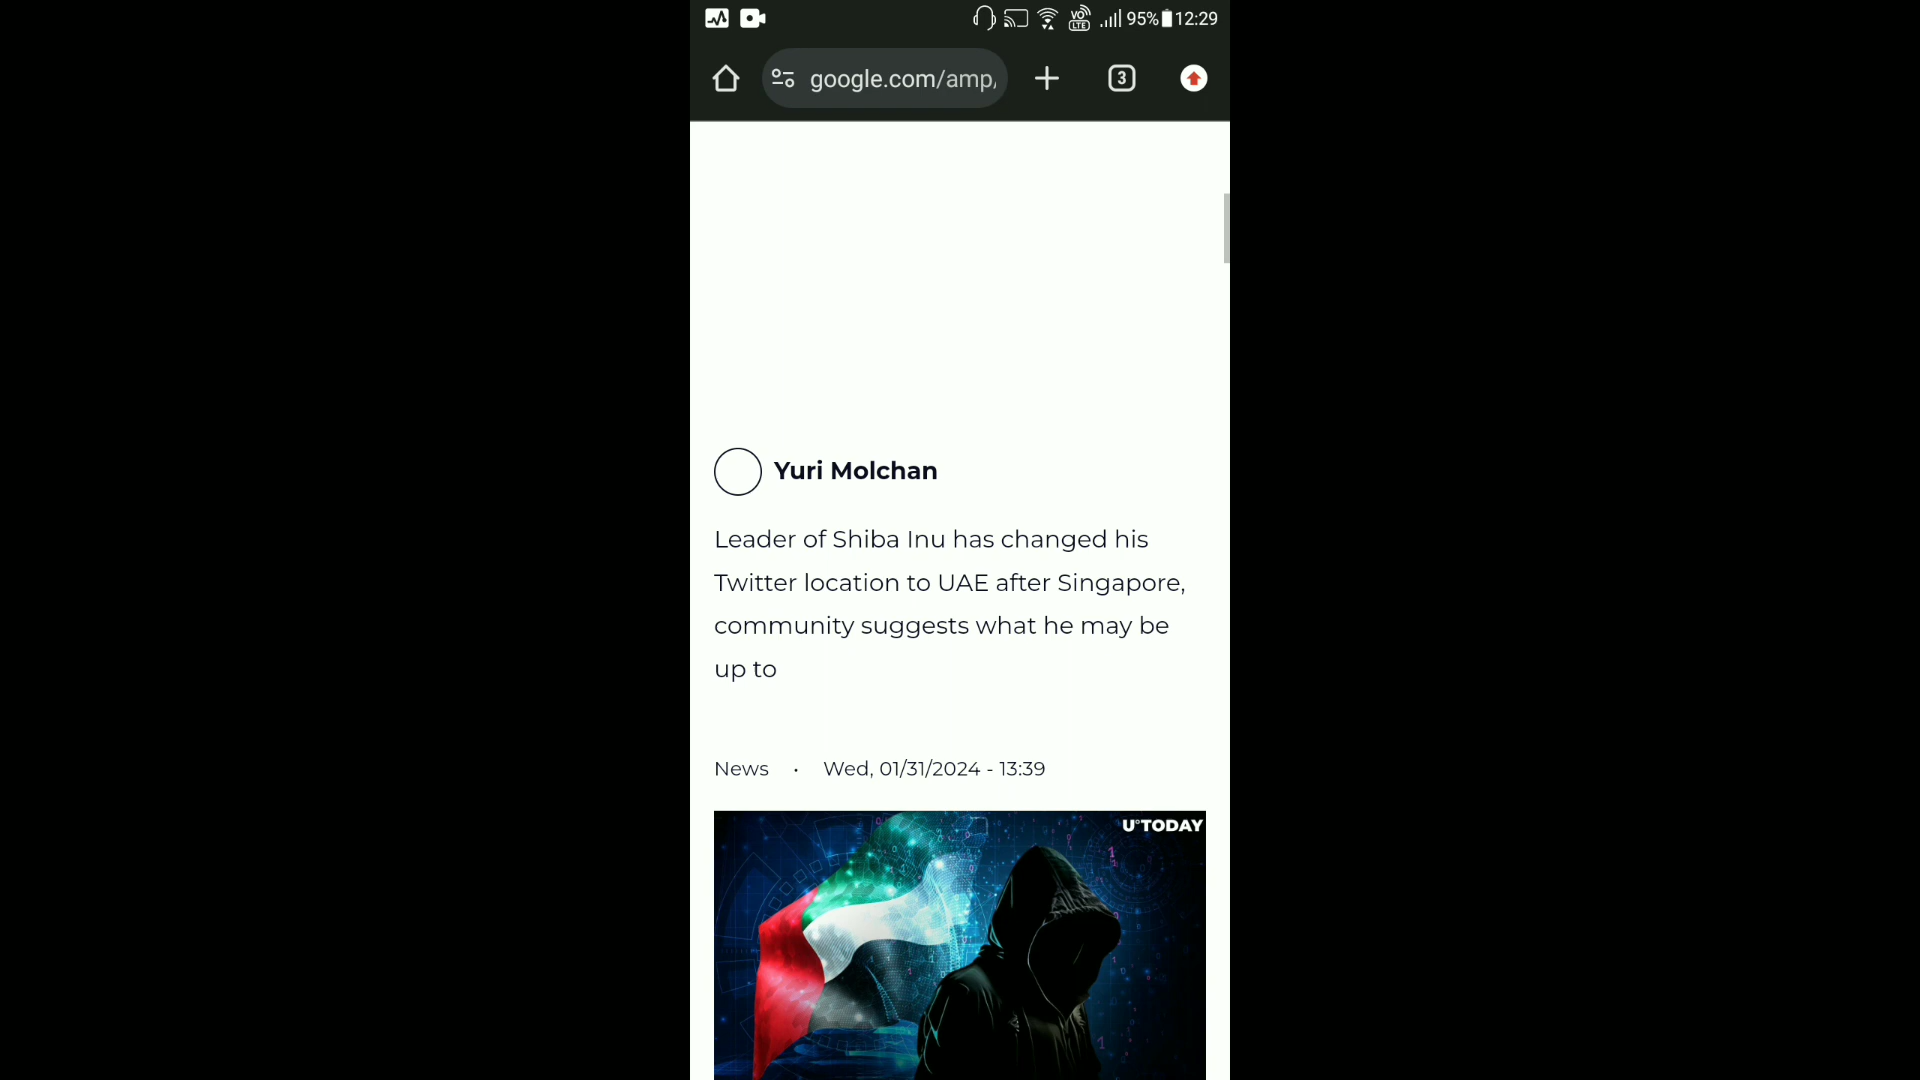 VO LTE 95% 12:29
google.com/amp/ 3
Yuri Molchan
Leader of Shiba Inu has changed his
Twitter location to UAE after Singapore,
community suggests what he may be
up to
News · Wed, 01/31/2024 - 13:39
U°TODAY